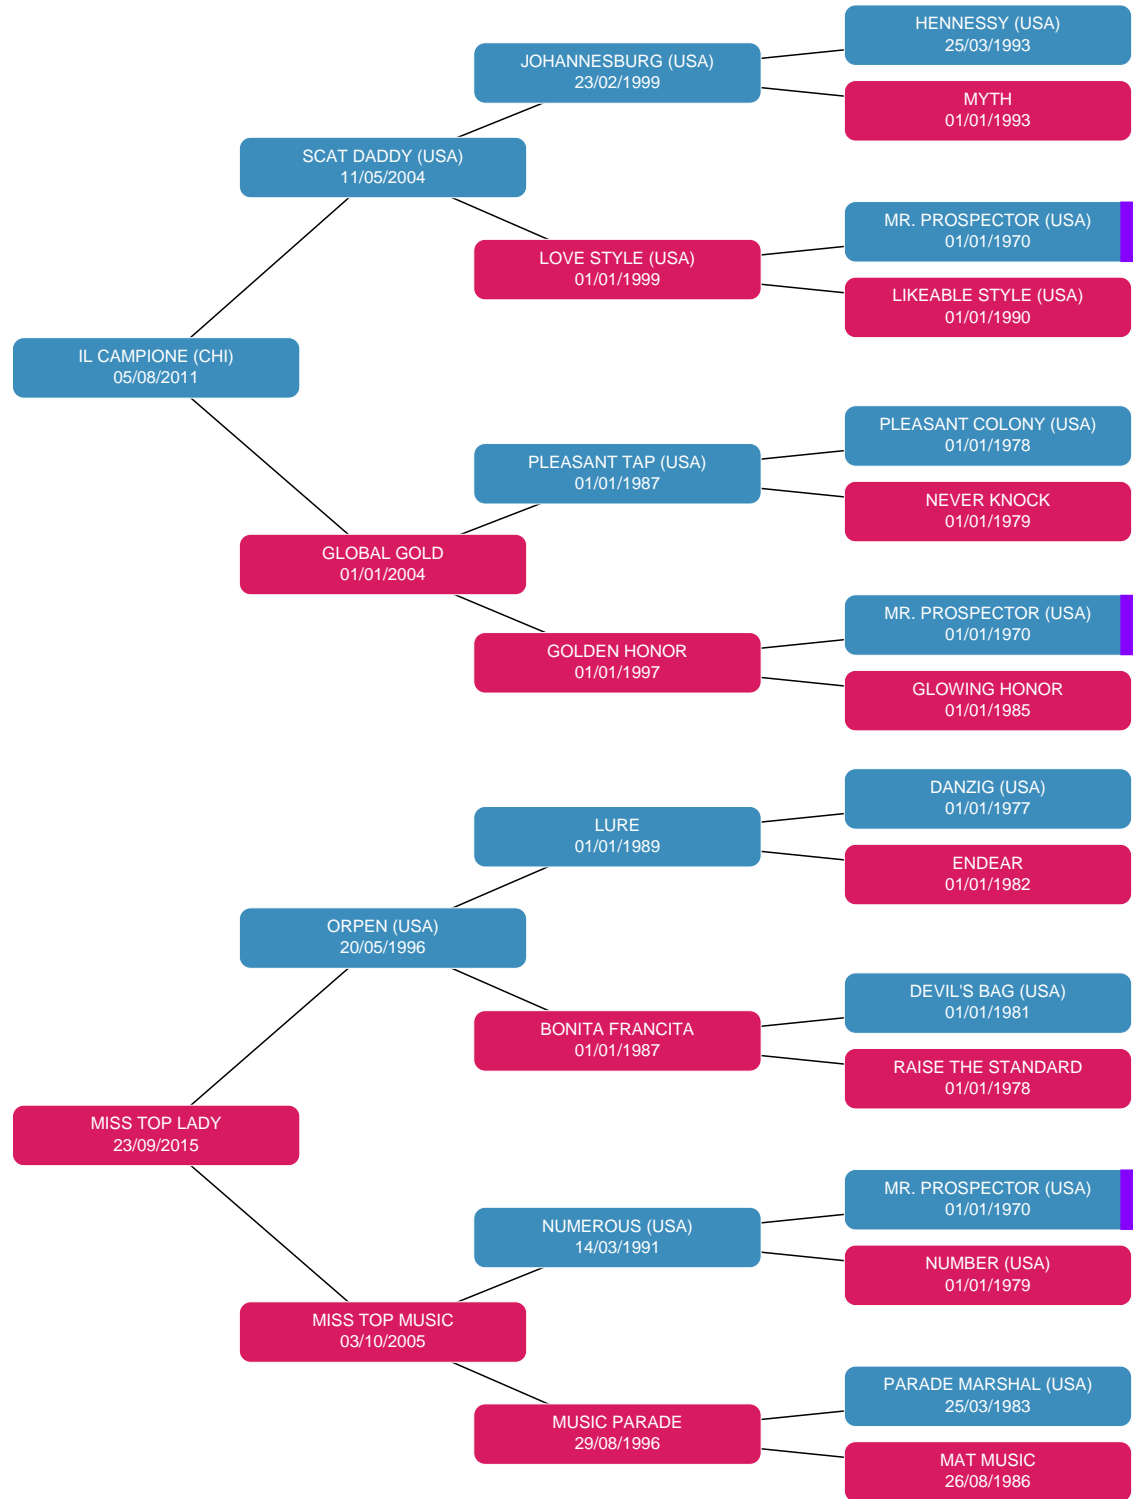 HENNESSY (USA)
25/03/1993
JOHANNESBURG (USA)
23/02/1999
MYTH
01/01/1993
SCAT DADDY (USA)
11/05/2004
MR. PROSPECTOR (USA)
01/01/1970
LOVE STYLE (USA)
01/01/1999
LIKEABLE STYLE (USA)
01/01/1990
IL CAMPIONE (CHI)
05/08/2011
PLEASANT COLONY (USA)
01/01/1978
PLEASANT TAP (USA)
01/01/1987
NEVER KNOCK
01/01/1979
GLOBAL GOLD
01/01/2004
MR. PROSPECTOR (USA)
01/01/1970
GOLDEN HONOR
01/01/1997
GLOWING HONOR
01/01/1985
DANZIG (USA)
01/01/1977
LURE
01/01/1989
ENDEAR
01/01/1982
ORPEN (USA)
20/05/1996
DEVIL'S BAG (USA)
01/01/1981
BONITA FRANCITA
01/01/1987
RAISE THE STANDARD
01/01/1978
MISS TOP LADY
23/09/2015
MR. PROSPECTOR (USA)
01/01/1970
NUMEROUS (USA)
14/03/1991
NUMBER (USA)
01/01/1979
MISS TOP MUSIC
03/10/2005
PARADE MARSHAL (USA)
25/03/1983
MUSIC PARADE
29/08/1996
MAT MUSIC
26/08/1986